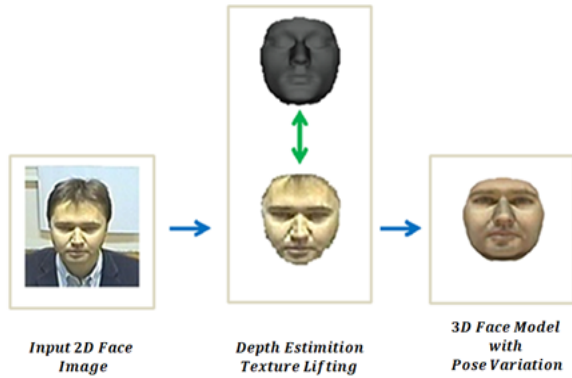 Input 2D Face
Image
Depth Estimition
Texture Lifting
3D Face Model
with
Pose Variation